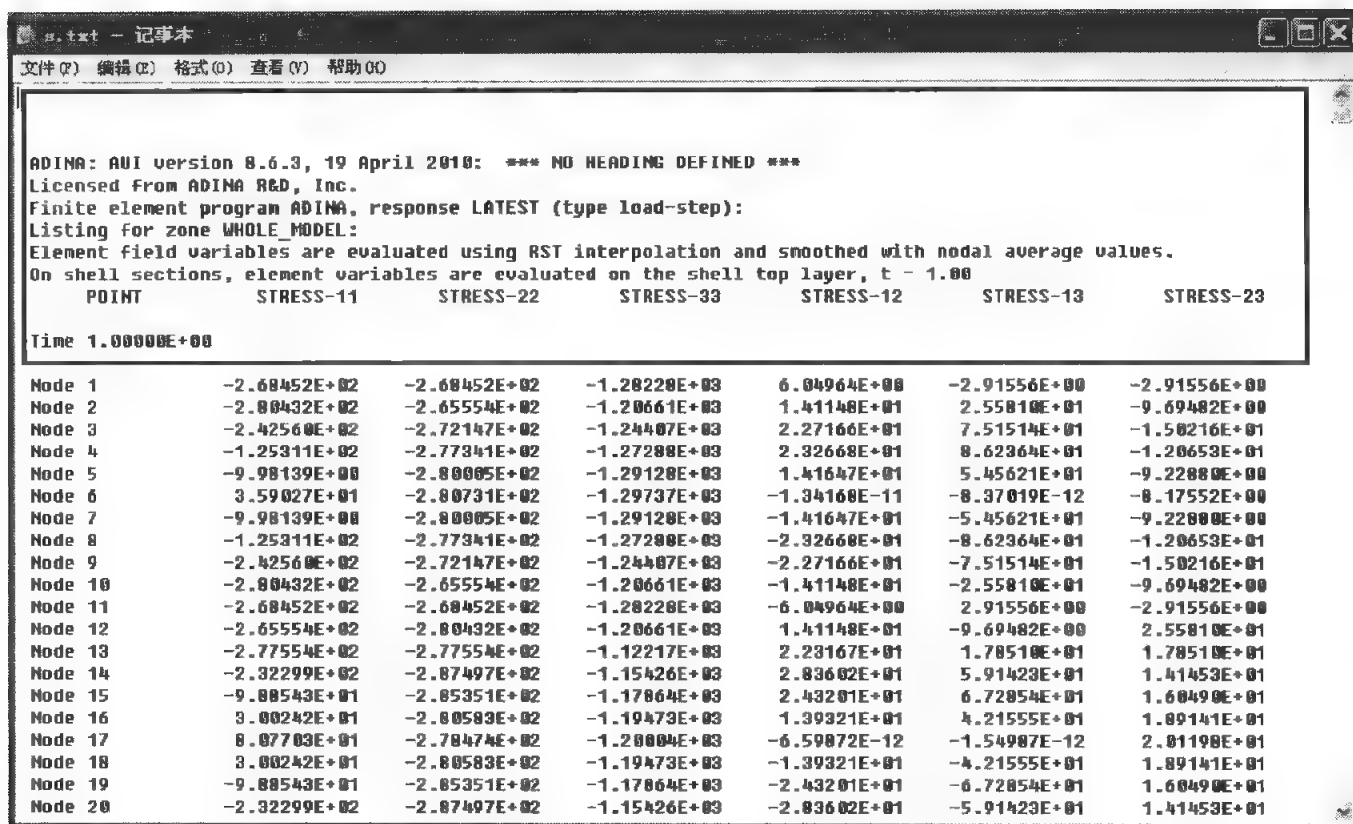 s.txt - 记事本
文件(F) 编辑(E) 格式(O) 查看(V) 帮助(H)
ADINA: AUI version 8.6.3, 19 April 2010: *** NO HEADING DEFINED ***
Licensed from ADINA R&D, Inc.
Finite element program ADINA, response LATEST (type load-step):
Listing for zone WHOLE_MODEL:
Element field variables are evaluated using RST interpolation and smoothed with nodal average values.
On shell sections, element variables are evaluated on the shell top layer, t = 1.00
POINT STRESS-11 STRESS-22 STRESS-33 STRESS-12 STRESS-13 STRESS-23
Time 1.00000E+00
Node 1 -2.68452E+02 -2.68452E+02 -1.28228E+03 6.04964E+00 -2.91556E+00 -2.91556E+00
Node 2 -2.80432E+02 -2.65554E+02 -1.20661E+03 1.41148E+01 2.55810E+01 -9.69482E+00
Node 3 -2.42560E+02 -2.72147E+02 -1.24407E+03 2.27166E+01 7.51514E+01 -1.50216E+01
Node 4 -1.25311E+02 -2.77341E+02 -1.27288E+03 2.32668E+01 8.62364E+01 -1.20653E+01
Node 5 -9.98139E+00 -2.80005E+02 -1.29128E+03 1.41647E+01 5.45621E+01 -9.22880E+00
Node 6 3.59027E+01 -2.80731E+02 -1.29737E+03 -1.34168E-11 -8.37019E-12 -8.17552E+00
Node 7 -9.98139E+00 -2.80005E+02 -1.29128E+03 -1.41647E+01 -5.45621E+01 -9.22880E+00
Node 8 -1.25311E+02 -2.77341E+02 -1.27288E+03 -2.32668E+01 -8.62364E+01 -1.20653E+01
Node 9 -2.42560E+02 -2.72147E+02 -1.24407E+03 -2.27166E+01 -7.51514E+01 -1.50216E+01
Node 10 -2.80432E+02 -2.65554E+02 -1.20661E+03 -1.41148E+01 -2.55810E+01 -9.69482E+00
Node 11 -2.68452E+02 -2.68452E+02 -1.28228E+03 -6.04964E+00 2.91556E+00 -2.91556E+00
Node 12 -2.65554E+02 -2.80432E+02 -1.20661E+03 1.41148E+01 -9.69482E+00 2.55810E+01
Node 13 -2.77554E+02 -2.77554E+02 -1.12217E+03 2.23167E+01 1.78510E+01 1.78510E+01
Node 14 -2.32299E+02 -2.87497E+02 -1.15426E+03 2.83602E+01 5.91423E+01 1.41453E+01
Node 15 -9.88543E+01 -2.85351E+02 -1.17864E+03 2.43201E+01 6.72854E+01 1.60490E+01
Node 16 3.00242E+01 -2.80583E+02 -1.19473E+03 1.39321E+01 4.21555E+01 1.89141E+01
Node 17 8.07703E+01 -2.78474E+02 -1.20004E+03 -6.59872E-12 -1.54987E-12 2.01198E+01
Node 18 3.00242E+01 -2.80583E+02 -1.19473E+03 -1.39321E+01 -4.21555E+01 1.89141E+01
Node 19 -9.88543E+01 -2.85351E+02 -1.17864E+03 -2.43201E+01 -6.72854E+01 1.60490E+01
Node 20 -2.32299E+02 -2.87497E+02 -1.15426E+03 -2.83602E+01 -5.91423E+01 1.41453E+01